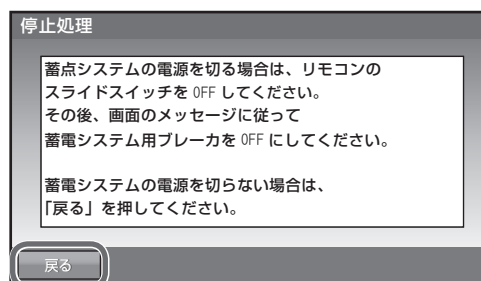 停止処理
蓄点システムの電源を切る場合は、リモコンの
スライドスイッチを OFF してください。
その後、画面のメッセージに従って
蓄電システム用ブレーカを OFF にしてください。
蓄電システムの電源を切らない場合は、
「戻る」を押してください。
戻る